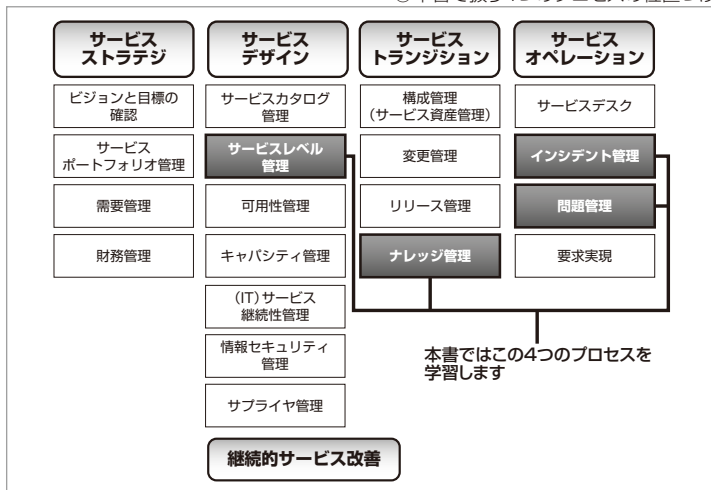 サービス
ストラテジ
ビジョンと目標の
確認
サービス
ポートフォリオ管理
需要管理
財務管理
サービス
デザイン
サービスカタログ
管理
サービスレベル
管理
可用性管理
キャパシティ管理
(IT)サービス
継続性管理
情報セキュリティ
管理
サプライヤ管理
サービス
トランジション
構成管理
(サービス資産管理)
変更管理
リリース管理
ナレッジ管理
サービス
オペレーション
サービスデスク
インシデント管理
問題管理
要求実現
本書ではこの4つのプロセスを
学習します
継続的サービス改善